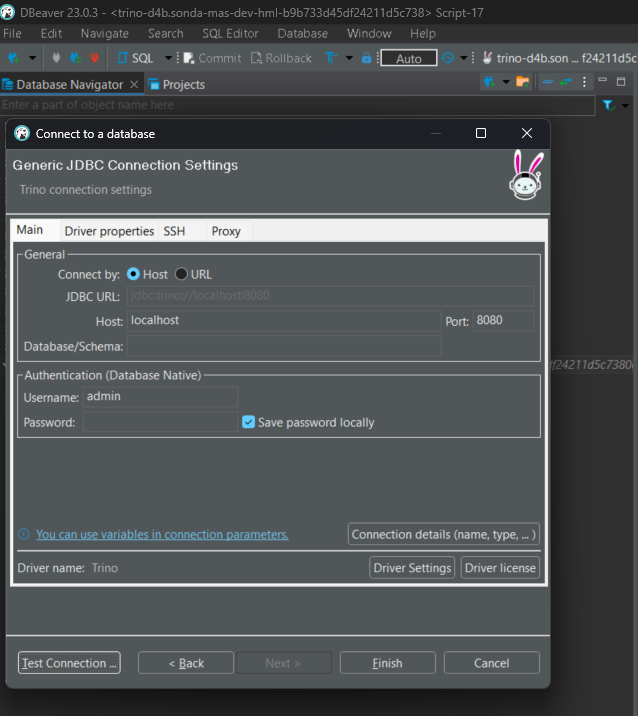 DBeaver 23.0.3 - <trino-d4b.sonda-mas-dev-hml-b9b733d45df24211d5c738> Script-17
File Edit Navigate Search SQL Editor Database Window Help
SQL Commit Rollback Auto trino-d4b.son ... f24211d5c
Database Navigator Projects
Enter a part of object name here
Connect to a database
Generic JDBC Connection Settings
Trino connection settings
Main Driver properties SSH Proxy
General
Connect by: Host URL
JDBC URL: jdbc:trino://localhost:8080
Host: localhost Port: 8080
Database/Schema:
df24211d5c7380
Authentication (Database Native)
Username: admin
Password: Save password locally
You can use variables in connection parameters. Connection details (name, type, ... )
Driver name: Trino Driver Settings Driver license
Test Connection ... < Back Next > Finish Cancel